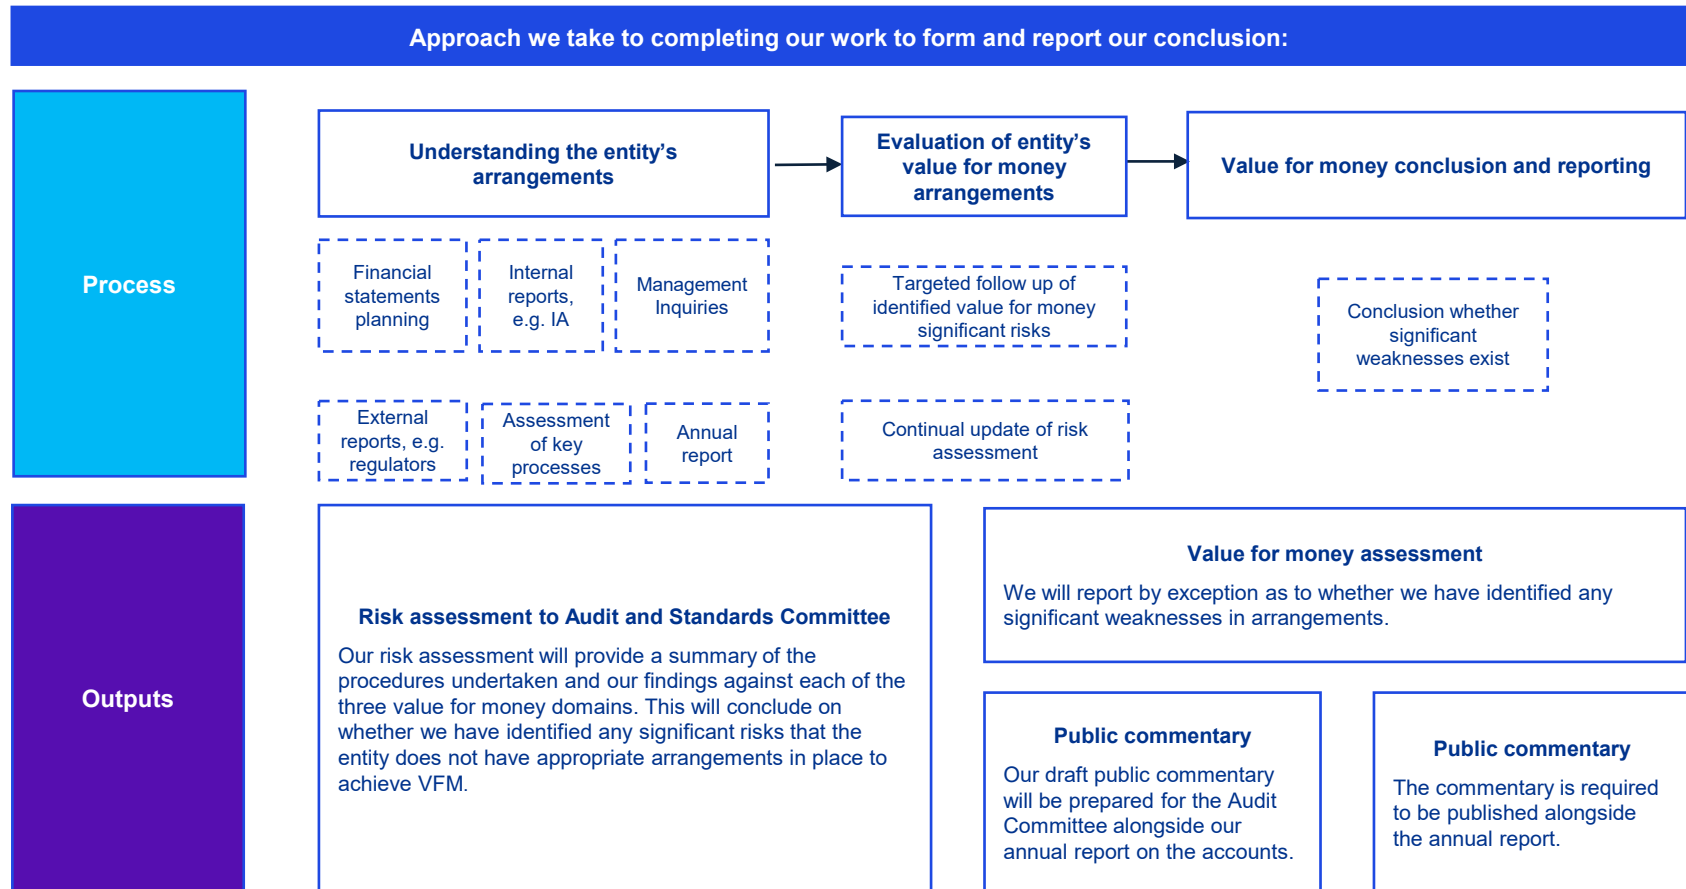 Approach we take to completing our work to form and report our conclusion:
Process
Understanding the entity’s
arrangements
Evaluation of entity’s
value for money
arrangements
Value for money conclusion and reporting
Financial
statements
planning
Internal
reports,
e.g. IA
Management
Inquiries
Targeted follow up of
identified value for money
significant risks
Conclusion whether
significant
weaknesses exist
External
reports, e.g.
regulators
Assessment
of key
processes
Annual
report
Continual update of risk
assessment
Outputs
Risk assessment to Audit and Standards Committee
Our risk assessment will provide a summary of the
procedures undertaken and our findings against each of the
three value for money domains. This will conclude on
whether we have identified any significant risks that the
entity does not have appropriate arrangements in place to
achieve VFM.
Value for money assessment
We will report by exception as to whether we have identified any
significant weaknesses in arrangements.
Public commentary
Our draft public commentary
will be prepared for the Audit
Committee alongside our
annual report on the accounts.
Public commentary
The commentary is required
to be published alongside
the annual report.